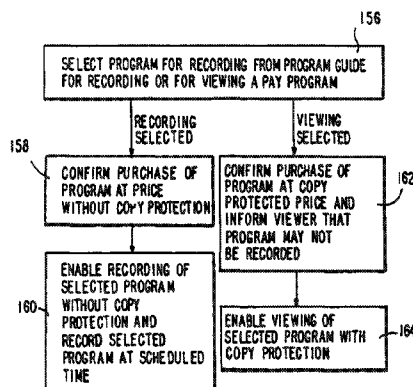 156
SELECT PROGRAM FOR RECORDING FROM PROGRAM GUIDE
FOR RECORDING OR FOR VIEWING A PAY PROGRAM
RECORDING
SELECTED
VIEWING
SELECTED
158
CONFIRM PURCHASE OF
PROGRAM AT PRICE
WITHOUT COPY PROTECTION
CONFIRM PURCHASE OF
PROGRAM AT COPY
PROTECTED PRICE AND
INFORM VIEWER THAT
PROGRAM MAY NOT
BE RECORDED
162
160
ENABLE RECORDING OF
SELECTED PROGRAM
WITHOUT COPY
PROTECTION AND
RECORD SELECTED
PROGRAM AT SCHEDULED
TIME
ENABLE VIEWING OF
SELECTED PROGRAM WITH
COPY PROTECTION
164